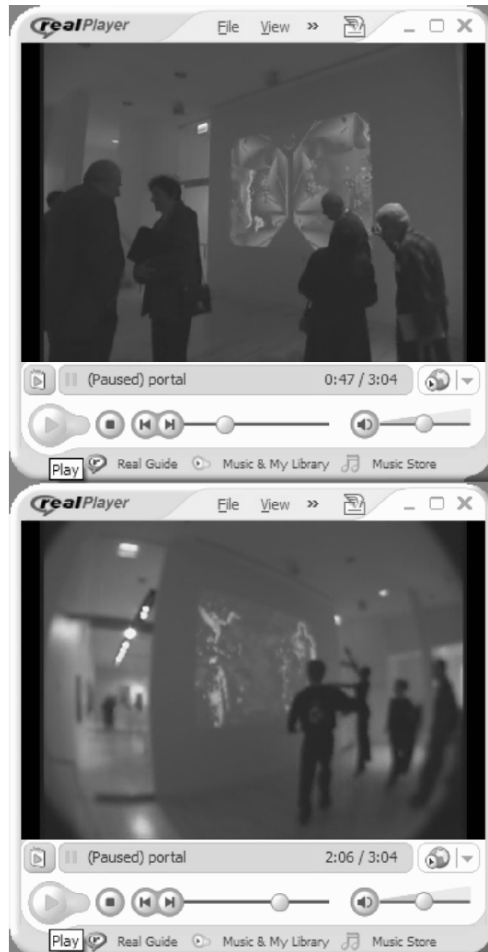 realPlayer File View »
(Paused) portal 0:47 / 3:04
Play Real Guide Music & My Library Music Store
realPlayer File View »
(Paused) portal 2:06 / 3:04
Play Real Guide Music & My Library Music Store